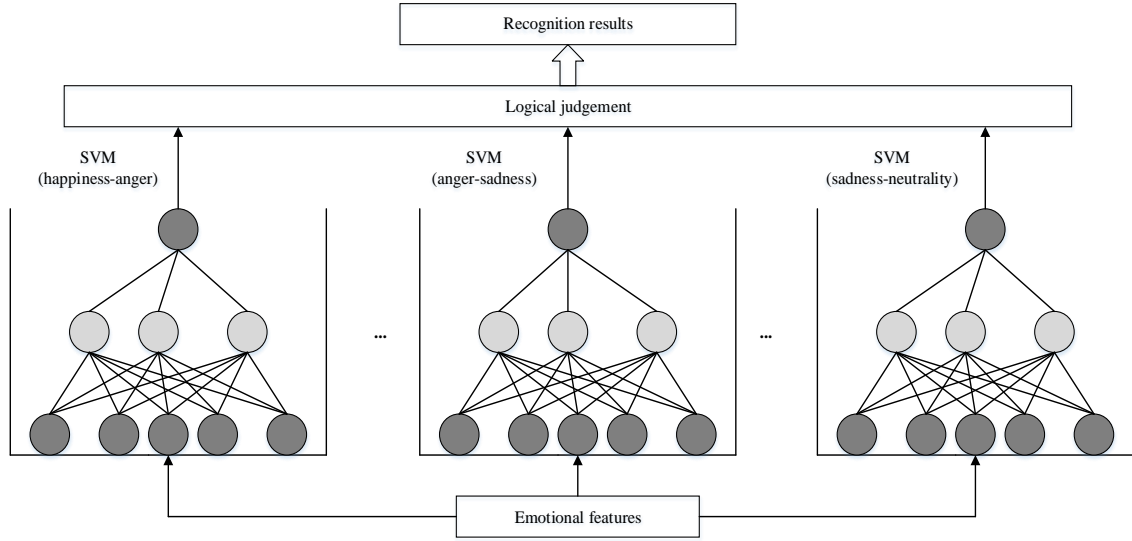 Recognition results
Logical judgement
SVM
(happiness-anger)
SVM
(anger-sadness)
SVM
(sadness-neutrality)
...
...
Emotional features